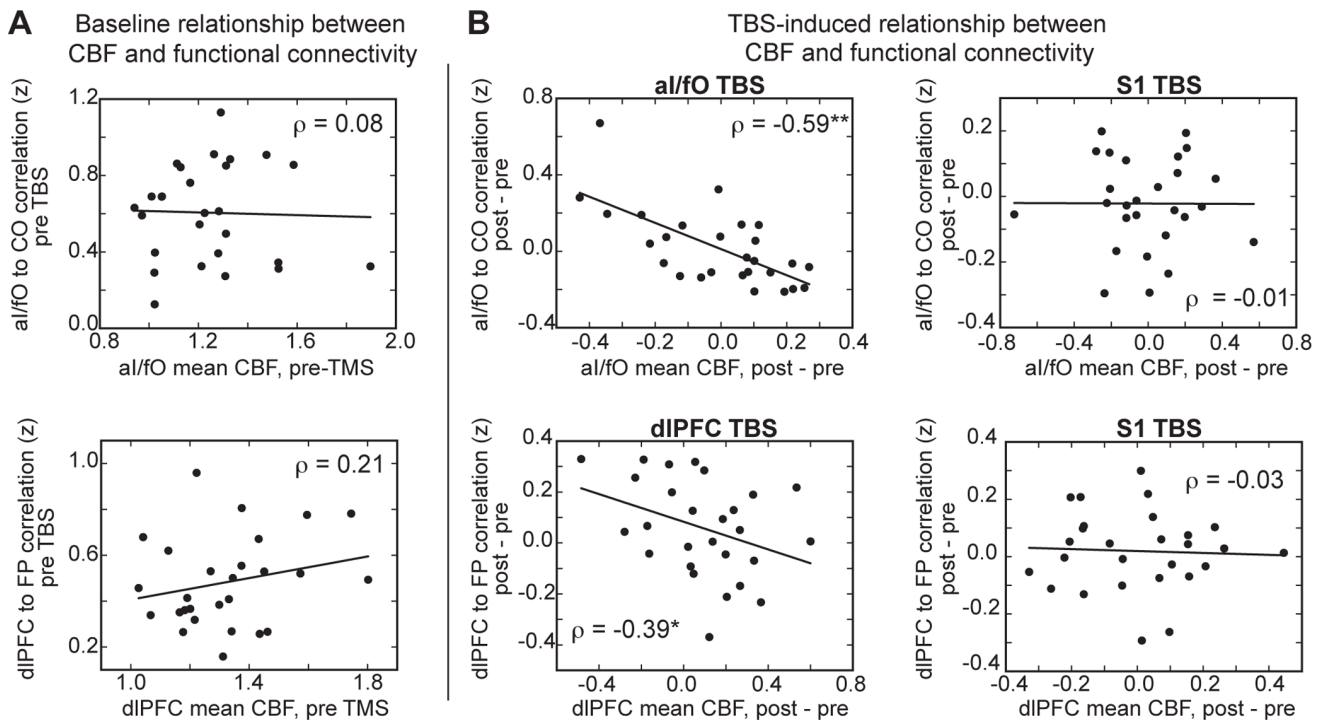 A
Baseline relationship between
CBF and functional connectivity
aI/fO to CO correlation (z)
pre TBS
1.2
0.8
0.4
0.0
ρ = 0.08
0.8
1.2
1.6
2.0
aI/fO mean CBF, pre-TMS
dlPFC to FP correlation (z)
pre TBS
1.0
0.6
0.2
ρ = 0.21
1.0
1.4
1.8
dlPFC mean CBF, pre TMS
B
TBS-induced relationship between
CBF and functional connectivity
aI/fO TBS
aI/fO to CO correlation (z)
post - pre
0.8
0.4
0.0
-0.4
ρ = -0.59**
-0.4
-0.2
0.0
0.2
0.4
aI/fO mean CBF, post - pre
S1 TBS
aI/fO to CO correlation (z)
post - pre
0.2
0.0
-0.2
-0.4
ρ = -0.01
-0.8
-0.4
0.0
0.4
0.8
aI/fO mean CBF, post - pre
dlPFC TBS
dlPFC to FP correlation (z)
post - pre
0.4
0.2
0.0
-0.2
-0.4
ρ = -0.39*
-0.4
0.0
0.4
0.8
dlPFC mean CBF, post - pre
S1 TBS
dlPFC to FP correlation (z)
post - pre
0.4
0.2
0.0
-0.2
-0.4
ρ = -0.03
-0.4
-0.2
0.0
0.2
0.4
dlPFC mean CBF, post - pre